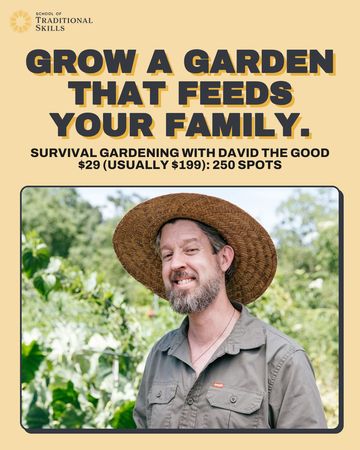 SCHOOL OF
TRADITIONAL
SKILLS
GROW A GARDEN
THAT FEEDS
YOUR FAMILY.
SURVIVAL GARDENING WITH DAVID THE GOOD
$29 (USUALLY $199): 250 SPOTS